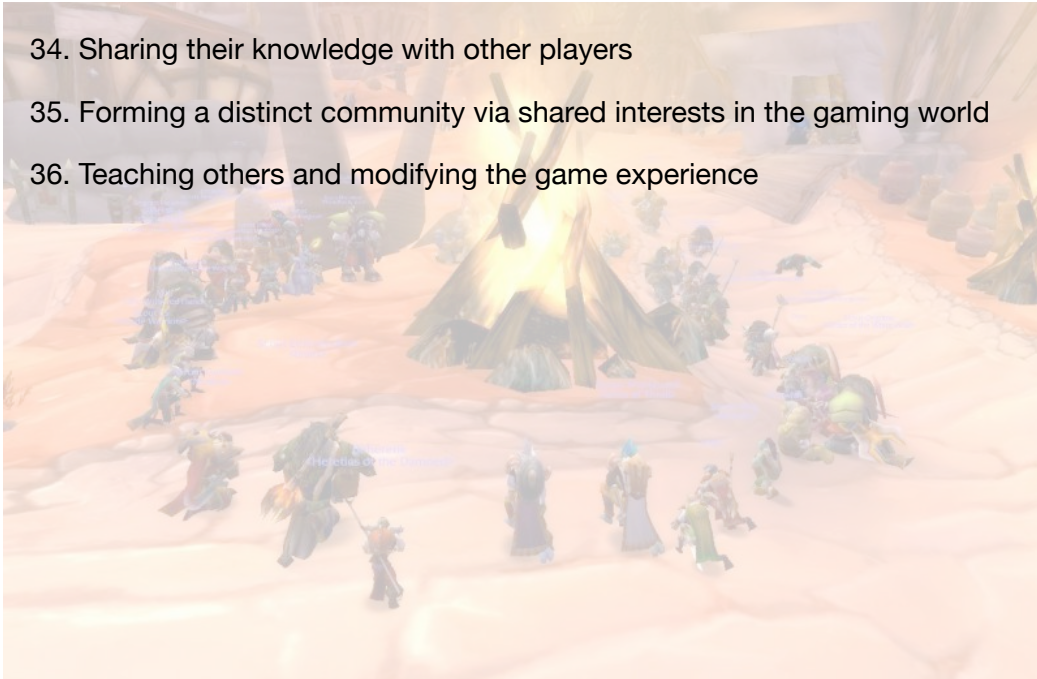 34. Sharing their knowledge with other players
35. Forming a distinct community via shared interests in the gaming world
36. Teaching others and modifying the game experience